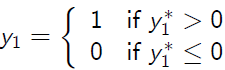 y₁ = { 1 if y₁* > 0
0 if y₁* ≤ 0